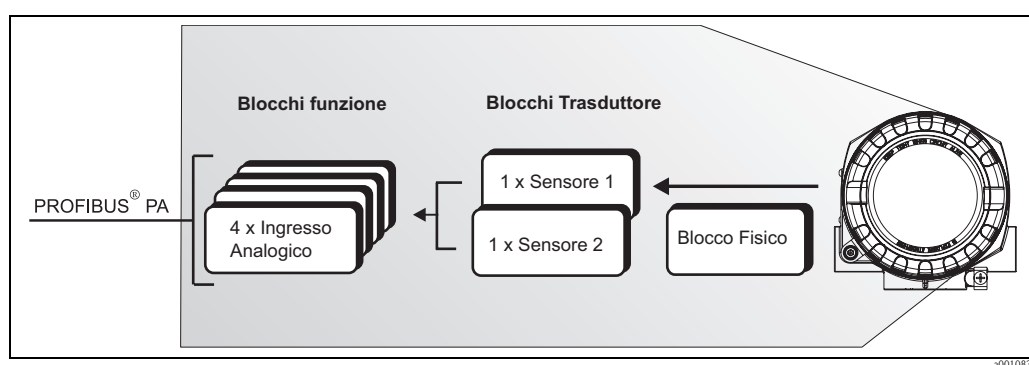 Blocchi funzione
Blocchi Trasduttore
PROFIBUS® PA
4 x Ingresso
Analogico
1 x Sensore 1
1 x Sensore 2
Blocco Fisico